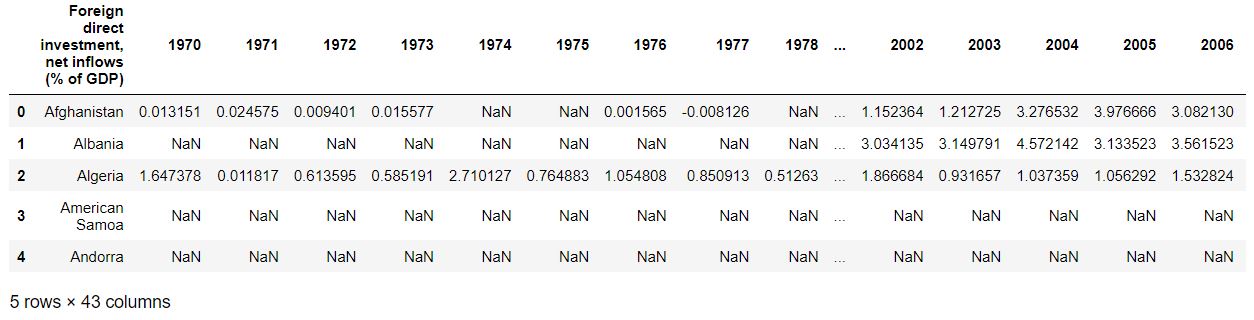 Foreign
direct
investment,
net inflows
(% of GDP) 1970 1971 1972 1973 1974 1975 1976 1977 1978 ... 2002 2003 2004 2005 2006
0 Afghanistan 0.013151 0.024575 0.009401 0.015577 NaN NaN 0.001565 -0.008126 NaN ... 1.152364 1.212725 3.276532 3.976666 3.082130
1 Albania NaN NaN NaN NaN NaN NaN NaN NaN NaN ... 3.034135 3.149791 4.572142 3.133523 3.561523
2 Algeria 1.647378 0.011817 0.613595 0.585191 2.710127 0.764883 1.054808 0.850913 0.51263 ... 1.866684 0.931657 1.037359 1.056292 1.532824
3 American
Samoa NaN NaN NaN NaN NaN NaN NaN NaN NaN ... NaN NaN NaN NaN NaN
4 Andorra NaN NaN NaN NaN NaN NaN NaN NaN NaN ... NaN NaN NaN NaN NaN
5 rows × 43 columns